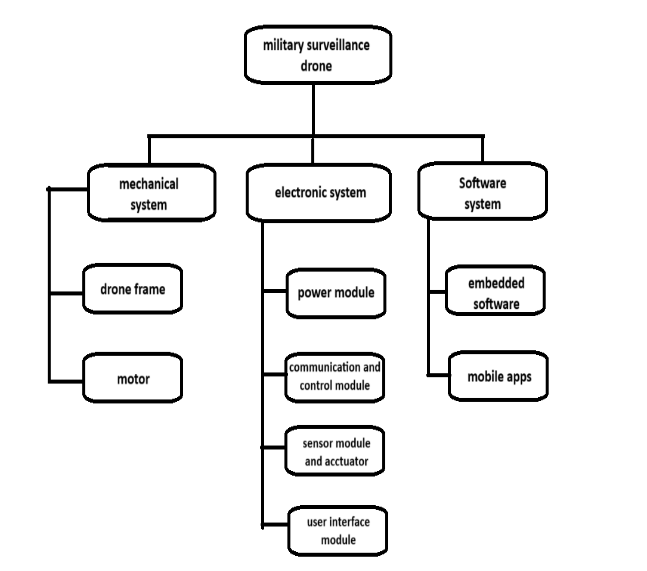 military surveillance
drone
mechanical
system
electronic system
Software
system
drone frame
motor
power module
communication and
control module
sensor module
and acctuator
user interface
module
embedded
software
mobile apps